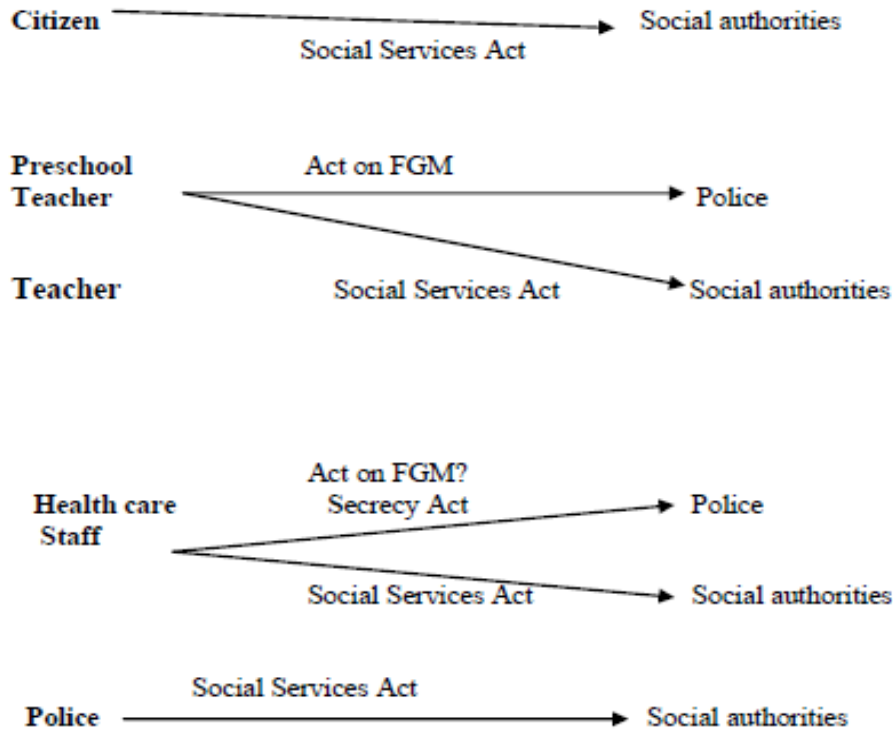 Citizen Social authorities
Social Services Act
Preschool Act on FGM
Teacher Police
Teacher Social Services Act Social authorities
Act on FGM?
Health care Secrecy Act Police
Staff
Social Services Act Social authorities
Social Services Act
Police Social authorities